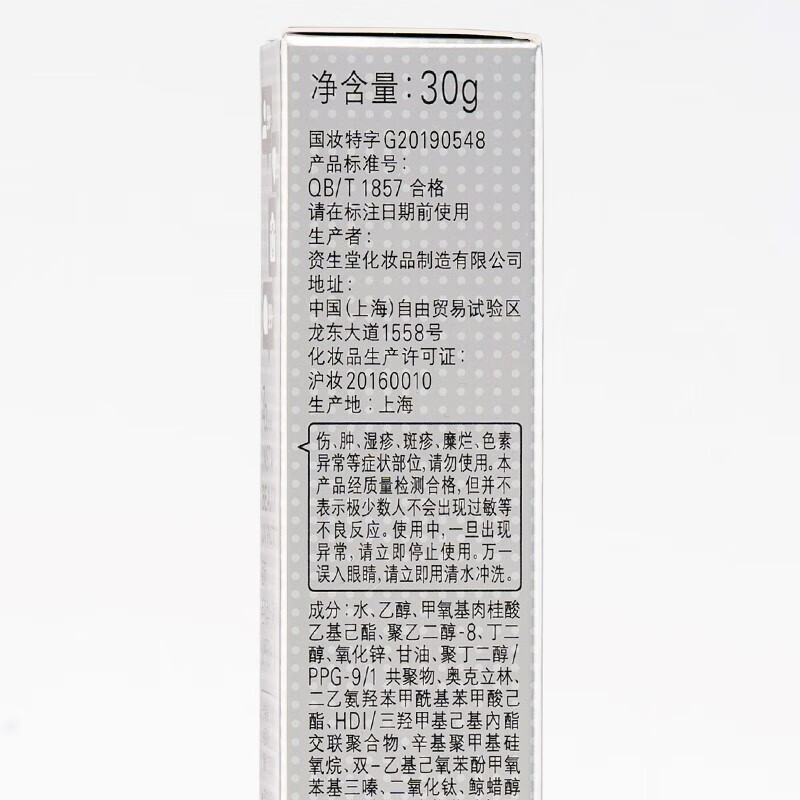 净含量:30g
国妆特字G20190548
产品标准号:
QB/T 1857 合格
请在标注日期前使用
生产者:
资生堂化妆品制造有限公司
地址:
中国(上海)自由贸易试验区
龙东大道1558号
化妆品生产许可证:
沪妆20160010
生产地:上海
伤、肿、湿疹、斑疹、糜烂、色素
异常等症状部位,请勿使用。本
产品经质量检测合格,但并不
表示极少数人不会出现过敏等
不良反应。使用中,一旦出现
异常,请立即停止使用。万一
误入眼睛,请立即用清水冲洗。
成分:水、乙醇、甲氧基肉桂酸
乙基己酯、聚乙二醇-8、丁二
醇、氧化锌、甘油、聚丁二醇/
PPG-9/1 共聚物、奥克立林、
二乙氨羟苯甲酰基苯甲酸己
酯、HDI/三羟甲基己基内酯
交联聚合物、辛基聚甲基硅
氧烷、双-乙基己氧苯酚甲氧
苯基三嗪、二氧化钛、鲸蜡醇